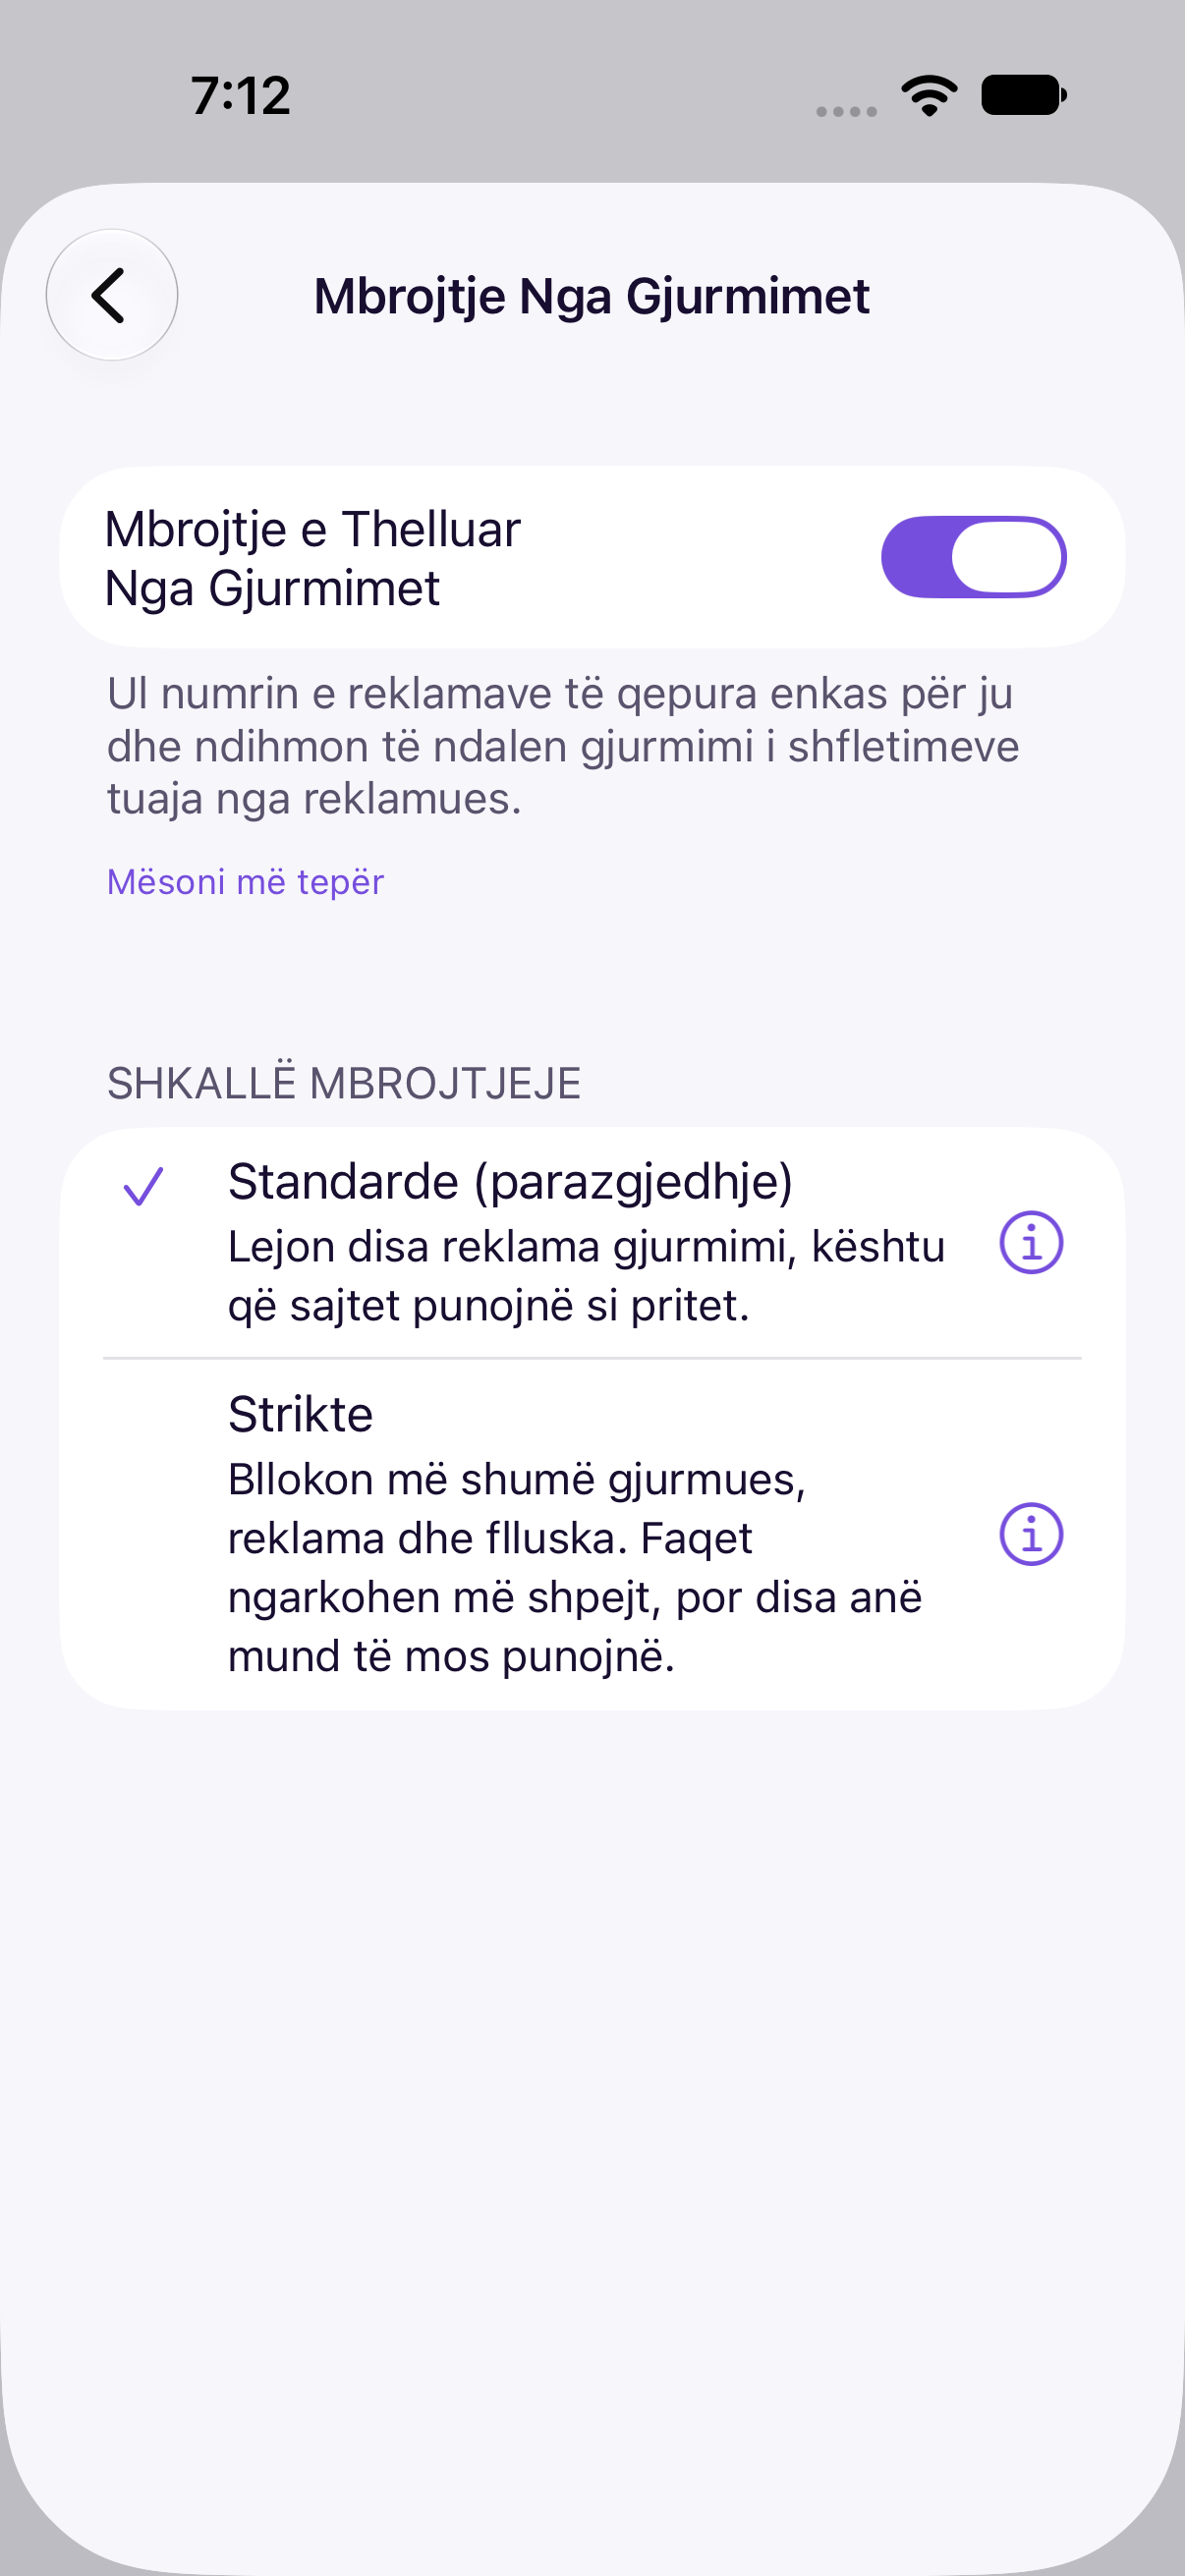 7:12
Mbrojtje Nga Gjurmimet
Mbrojtje e Thelluar
Nga Gjurmimet
Ul numrin e reklamave të qepura enkas për ju
dhe ndihmon të ndalen gjurmimi i shfletimeve
tuaja nga reklamues.
Mësoni më tepër
SHKALLË MBROJTJEJE
Standarde (parazgjedhje)
Lejon disa reklama gjurmimi, kështu
që sajtet punojnë si pritet.
Strikte
Bllokon më shumë gjurmues,
reklama dhe flluska. Faqet
ngarkohen më shpejt, por disa anë
mund të mos punojnë.